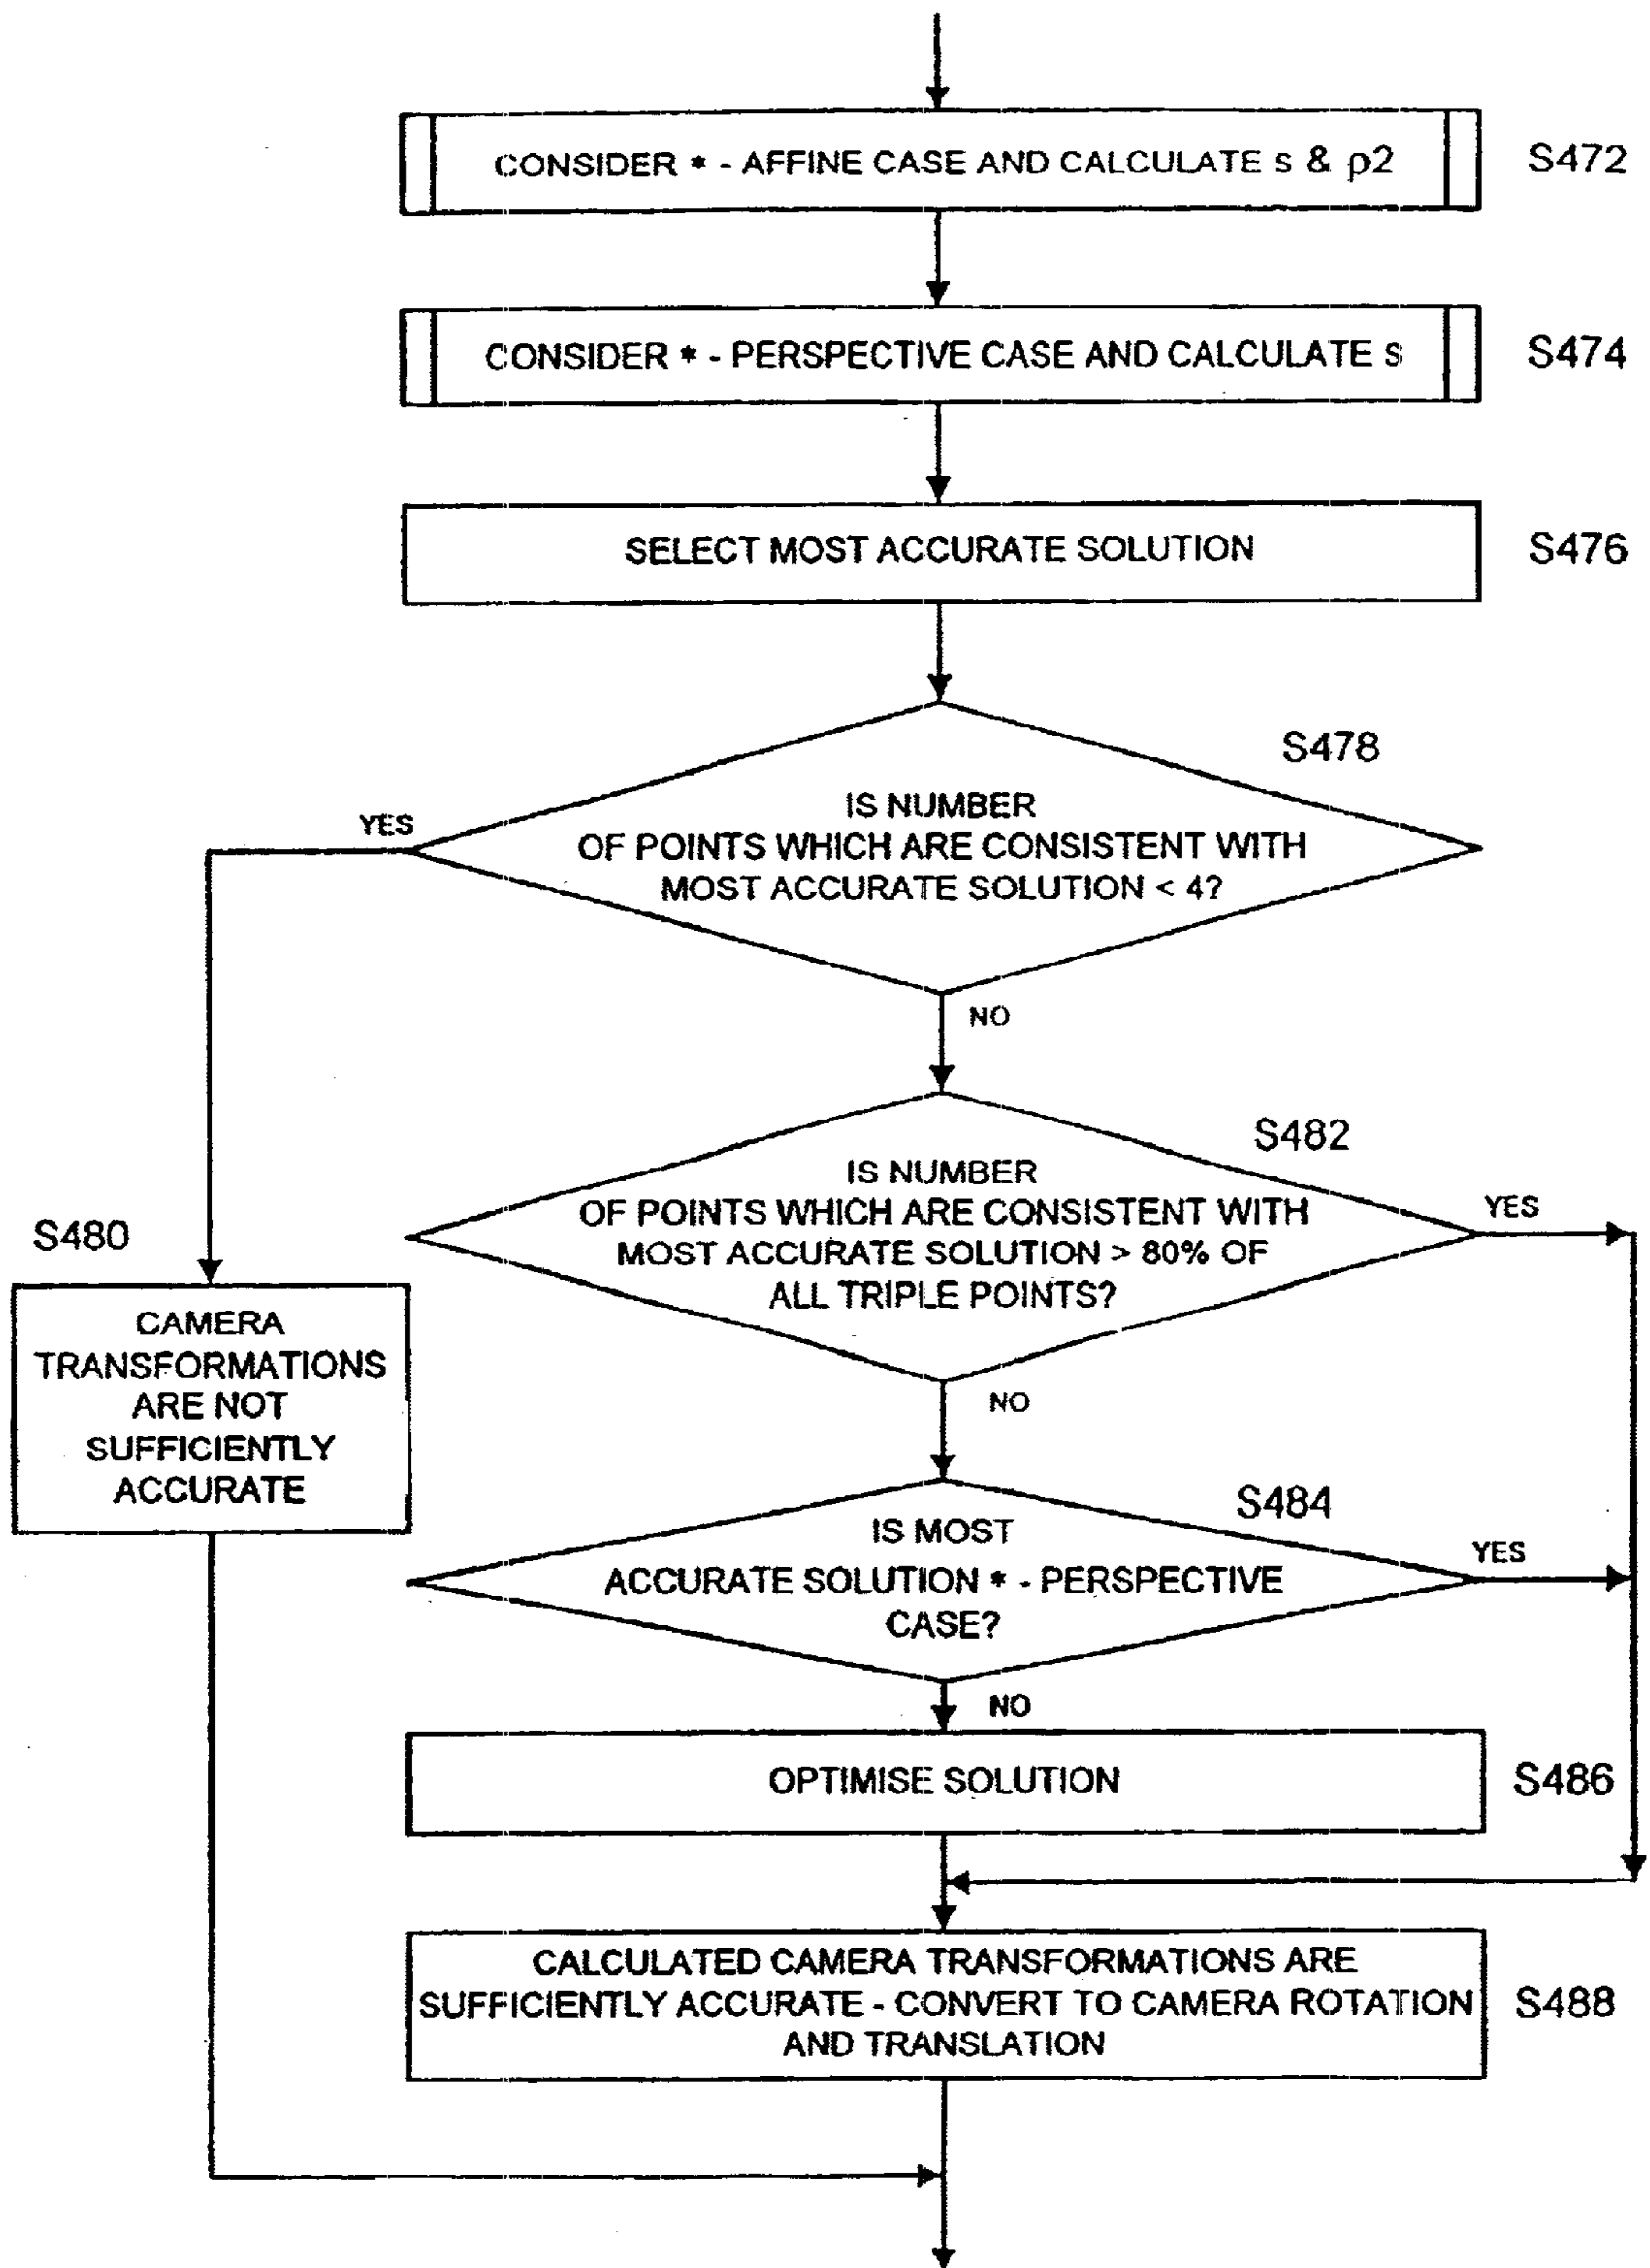 CONSIDER * - AFFINE CASE AND CALCULATE s & ρ2
S472
CONSIDER * - PERSPECTIVE CASE AND CALCULATE s
S474
SELECT MOST ACCURATE SOLUTION
S476
S478
IS NUMBER
OF POINTS WHICH ARE CONSISTENT WITH
MOST ACCURATE SOLUTION < 4?
YES
NO
S482
IS NUMBER
OF POINTS WHICH ARE CONSISTENT WITH
MOST ACCURATE SOLUTION > 80% OF
ALL TRIPLE POINTS?
YES
NO
S480
CAMERA
TRANSFORMATIONS
ARE NOT
SUFFICIENTLY
ACCURATE
S484
IS MOST
ACCURATE SOLUTION * - PERSPECTIVE
CASE?
YES
NO
OPTIMISE SOLUTION
S486
CALCULATED CAMERA TRANSFORMATIONS ARE
SUFFICIENTLY ACCURATE - CONVERT TO CAMERA ROTATION
AND TRANSLATION
S488